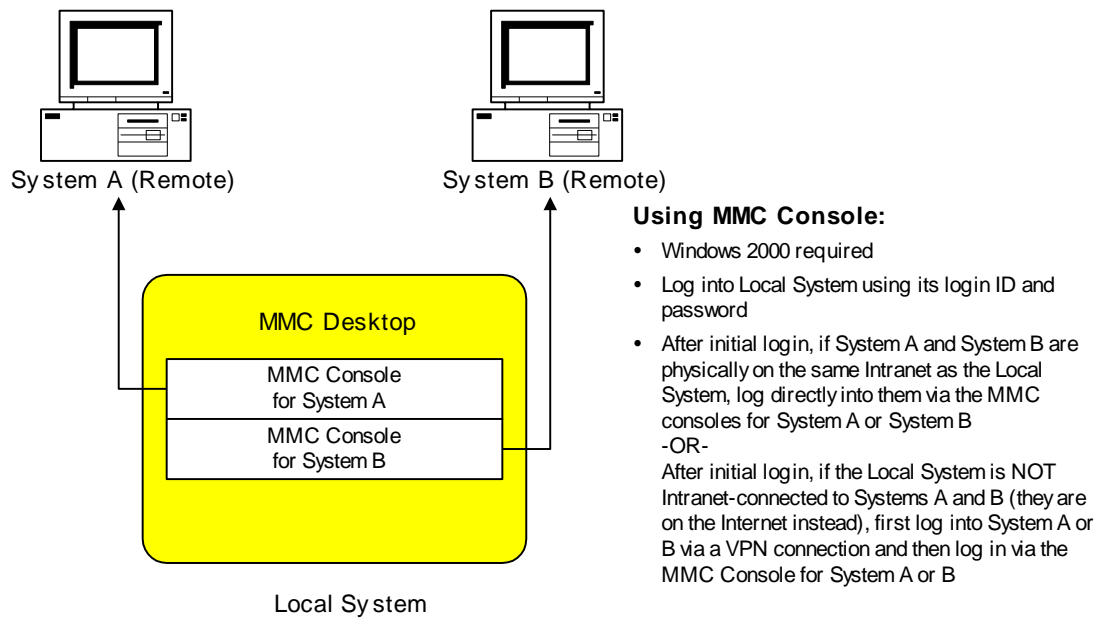 System A (Remote)
System B (Remote)
MMC Desktop
MMC Console
for System A
MMC Console
for System B
Local System
Using MMC Console:
• Windows 2000 required
• Log into Local System using its login ID and
password
• After initial login, if System A and System B are
physically on the same Intranet as the Local
System, log directly into them via the MMC
consoles for System A or System B
-OR-
After initial login, if the Local System is NOT
Intranet-connected to Systems A and B (they are
on the Internet instead), first log into System A or
B via a VPN connection and then log in via the
MMC Console for System A or B